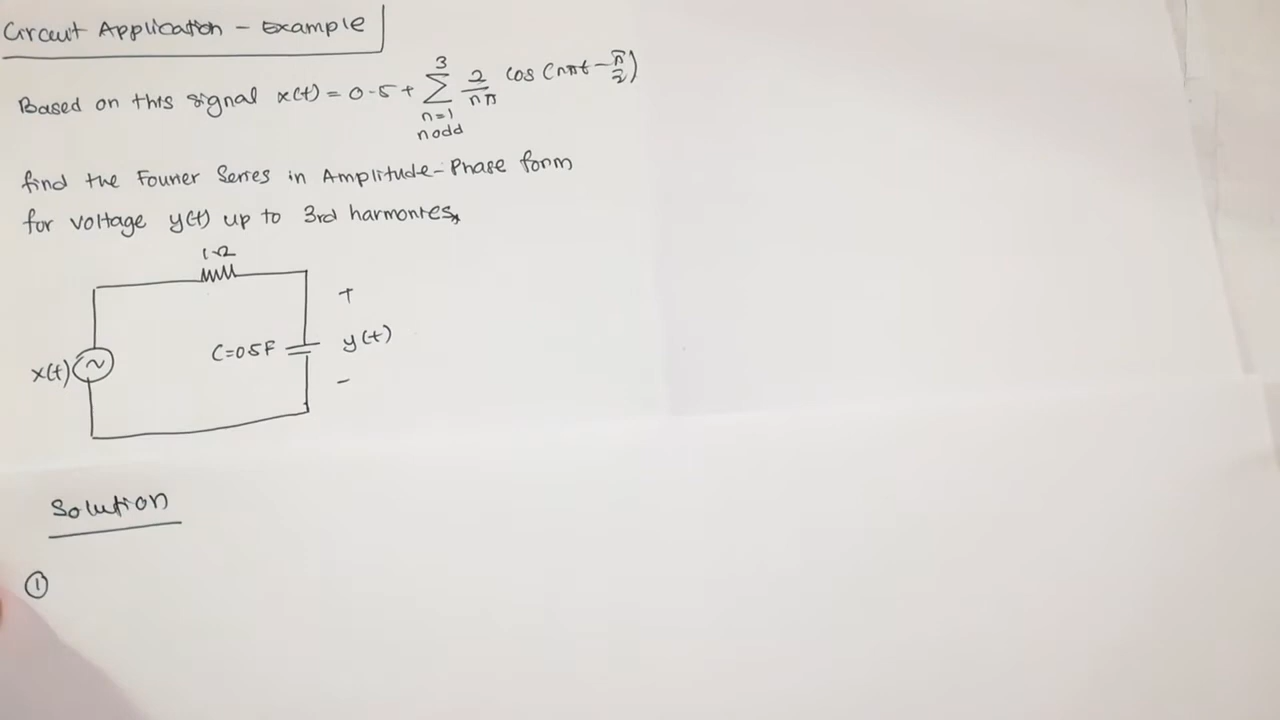 Circuit Application - Example
Based on this signal x(t) = 0.5 + 3 ∑ n=1 n odd 2/nπ cos (nπt - π/2)
find the Fourier Series in Amplitude-Phase form
for voltage y(t) up to 3rd harmonics,
1Ω
+
C=0.5F
y(t)
x(t)
-
Solution
①